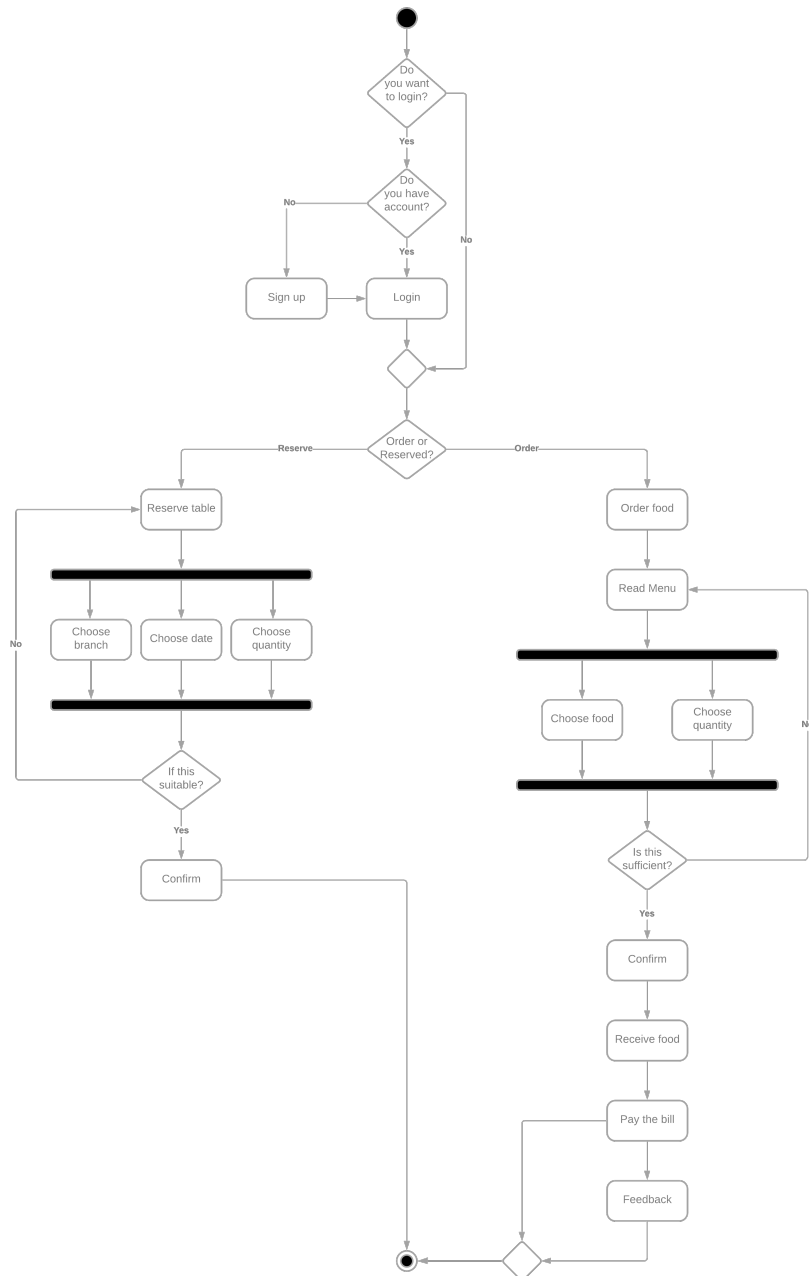 Do
you want
to login?
Yes
Do
you have
account?
No
Yes
No
Sign up
Login
Order or
Reserved?
Reserve
Order
Reserve table
Order food
Read Menu
Choose
branch
Choose date
Choose
quantity
No
Choose food
Choose
quantity
If this
suitable?
Yes
Is this
sufficient?
Yes
Confirm
Confirm
Receive food
Pay the bill
Feedback